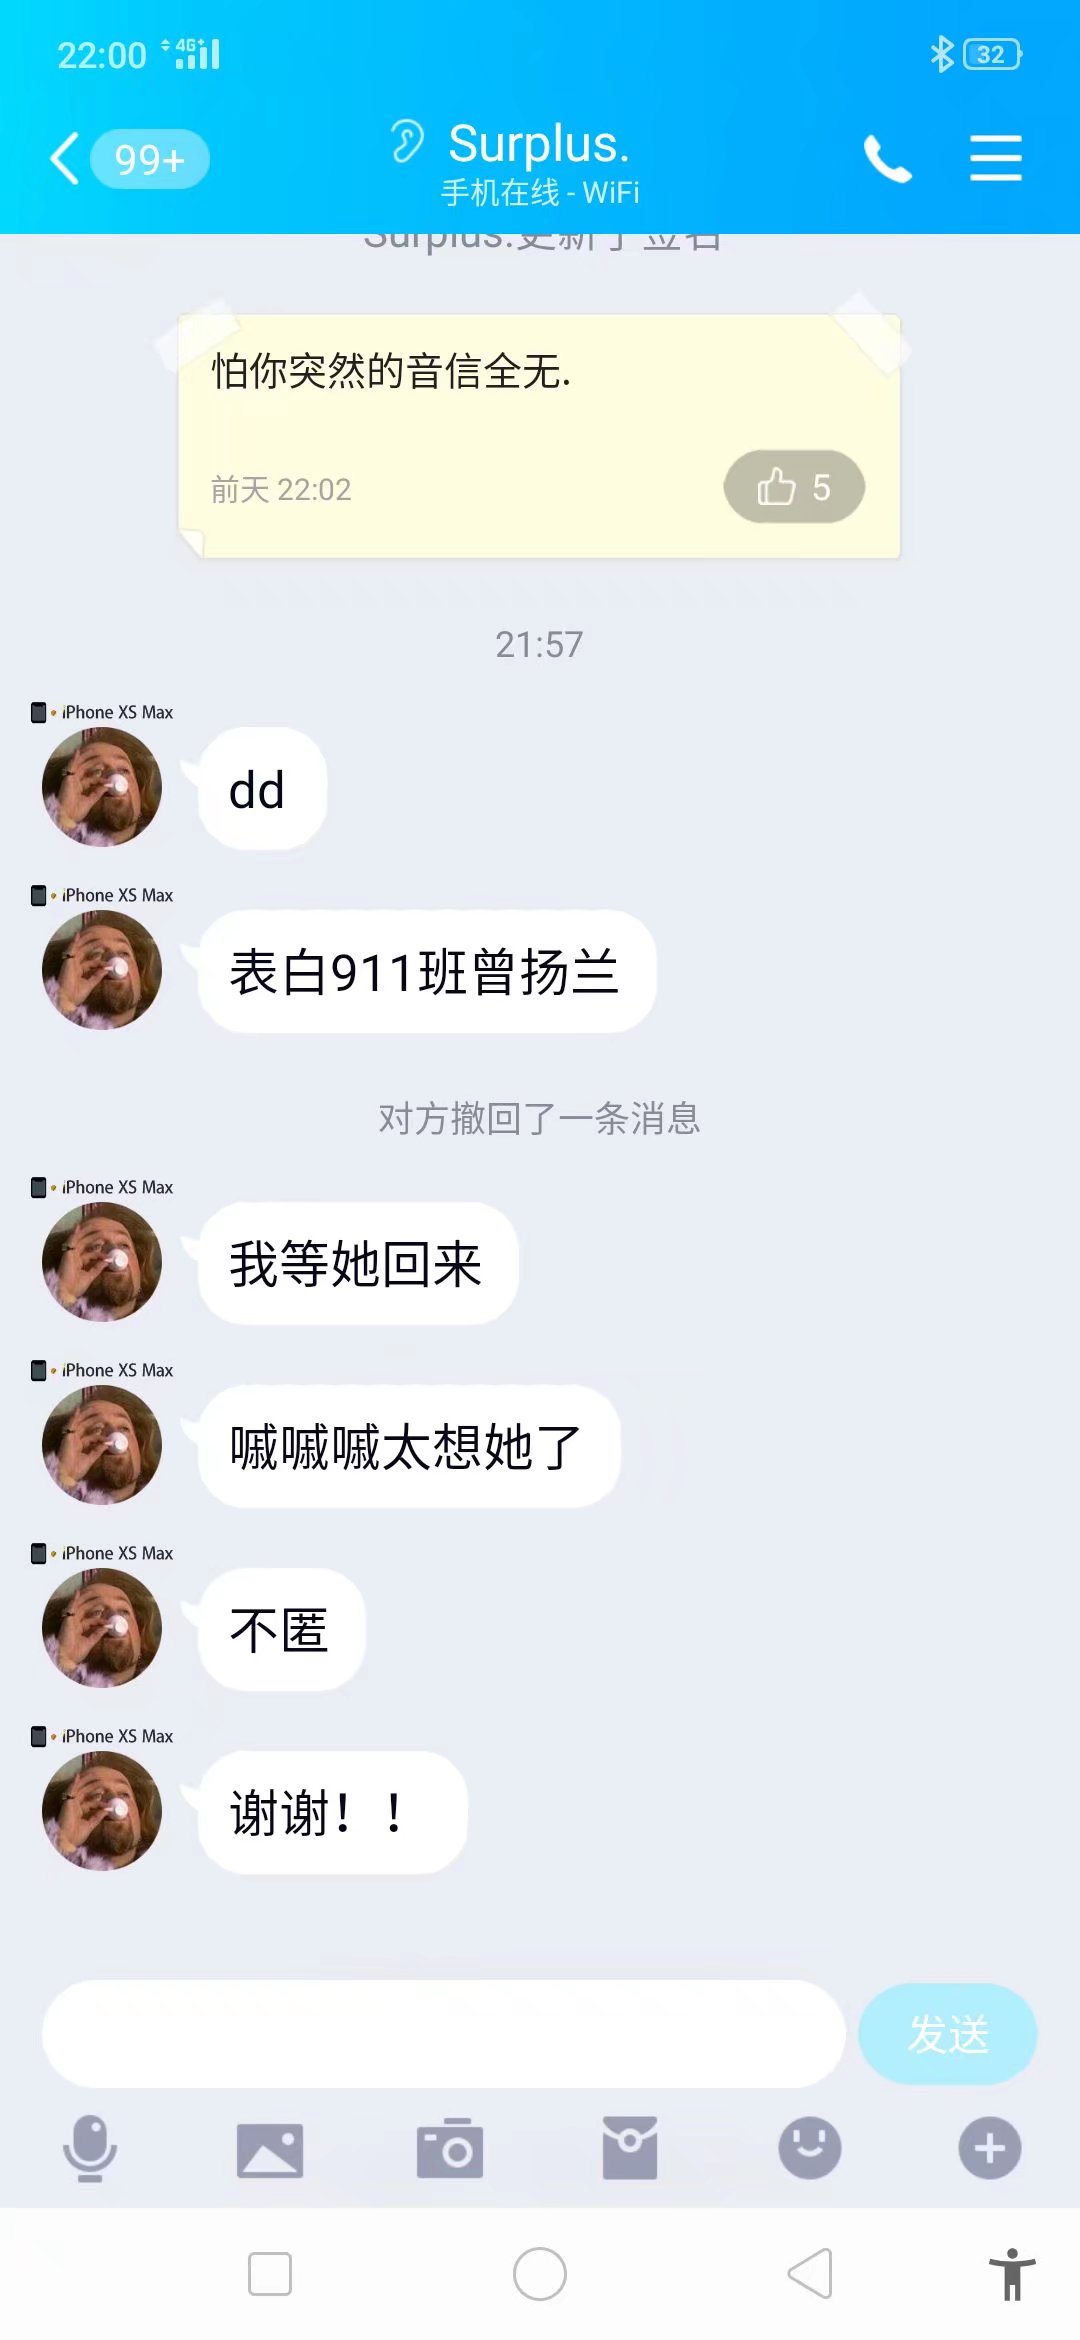 22:00 4G+ 32
99+
Surplus.
手机在线 - WiFi
Surplus.更新了签名
怕你突然的音信全无.
前天 22:02
5
21:57
iPhone XS Max
dd
iPhone XS Max
表白911班曾扬兰
对方撤回了一条消息
iPhone XS Max
我等她回来
iPhone XS Max
嘁嘁嘁太想她了
iPhone XS Max
不匿
iPhone XS Max
谢谢！！
发送